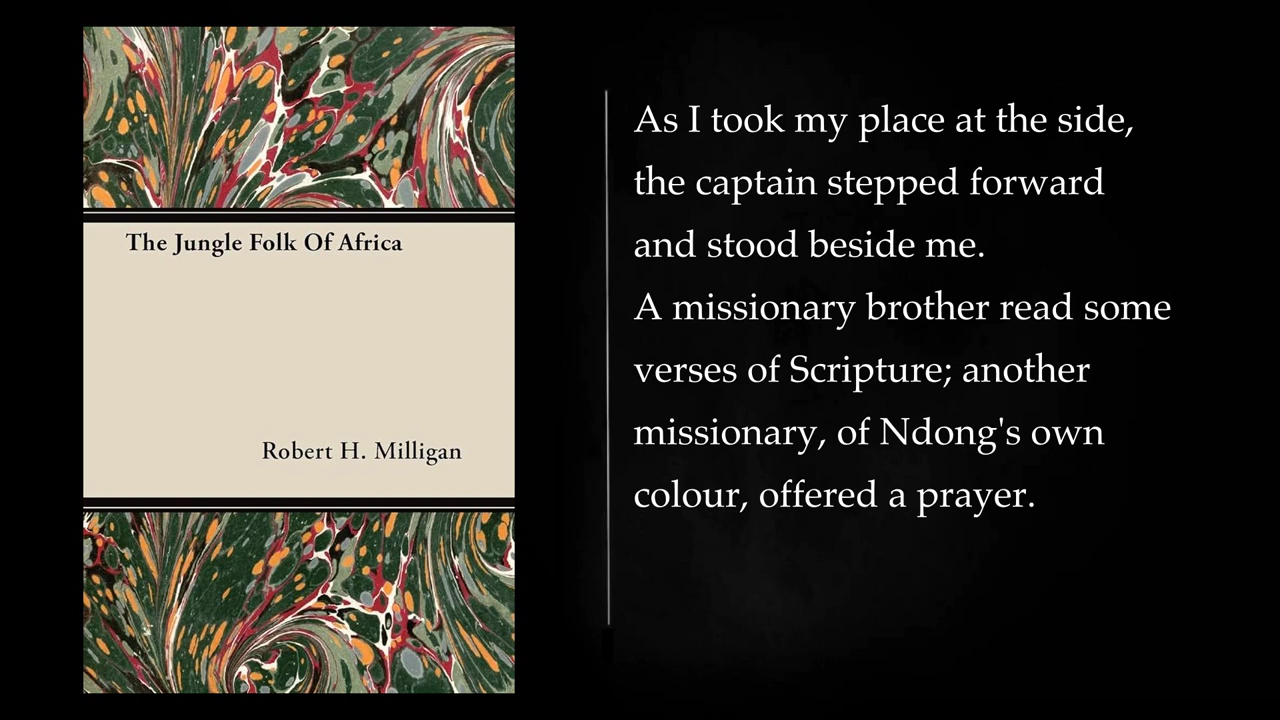 The Jungle Folk Of Africa
Robert H. Milligan
As I took my place at the side,
the captain stepped forward
and stood beside me.
A missionary brother read some
verses of Scripture; another
missionary, of Ndong's own
colour, offered a prayer.